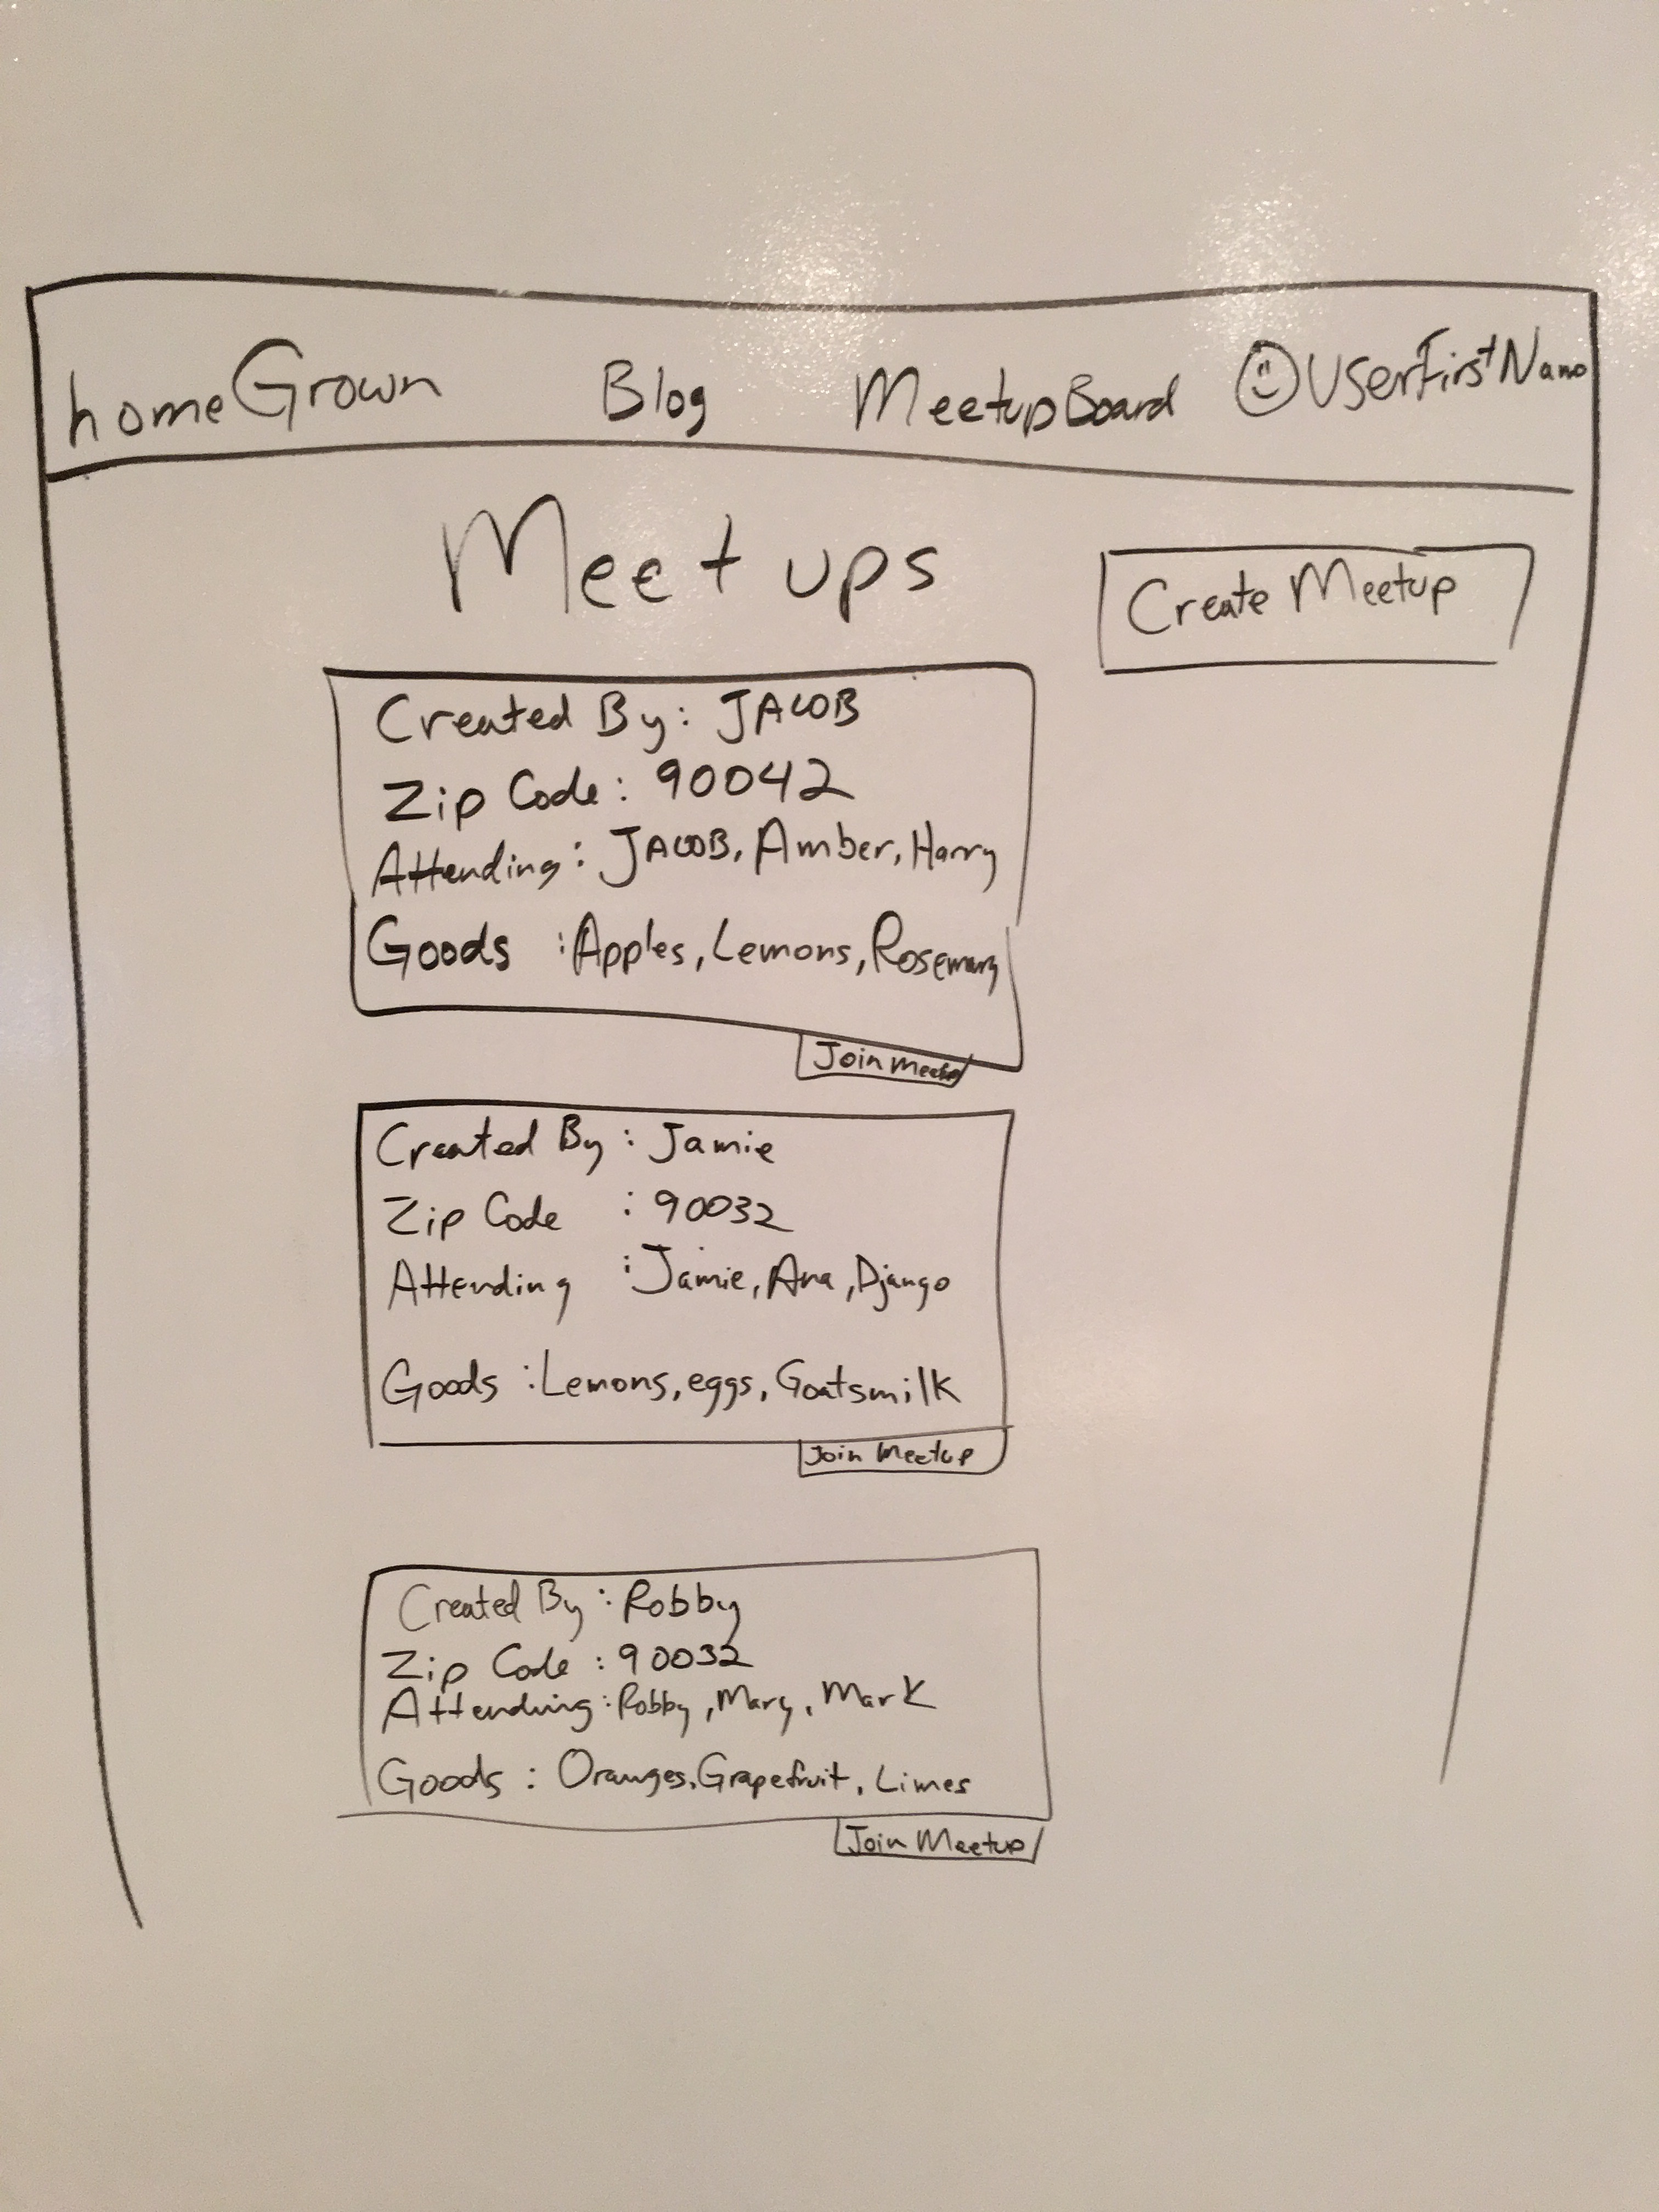 homeGrown Blog MeetupBoard UserFirstName
Meetups
Create Meetup
Created By: JACOB
Zip Code: 90042
Attending: JACOB, Amber, Harry
Goods : Apples, Lemons, Rosemary
Join Meetup
Created By : Jamie
Zip Code : 90032
Attending : Jamie, Ana, Django
Goods : Lemons, eggs, Goatsmilk
Join Meetup
Created By : Robby
Zip Code : 90032
Attending : Robby, Mary, Mark
Goods : Oranges, Grapefruit, Limes
Join Meetup